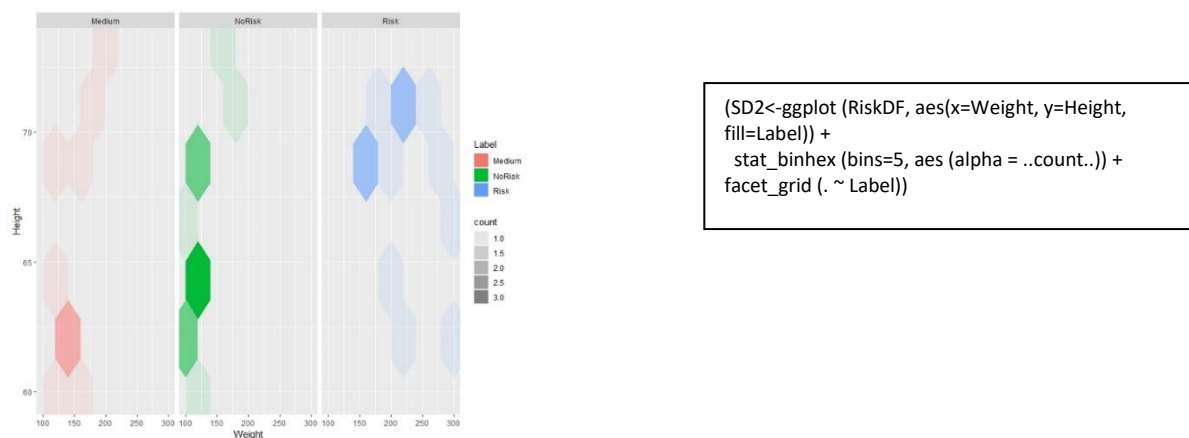 Medium NoRisk Risk
70
65
60
Height
100 150 200 250 300 100 150 200 250 300 100 150 200 250 300
Weight
Label
Medium
NoRisk
Risk
count
1.0
1.5
2.0
2.5
3.0
(SD2<-ggplot (RiskDF, aes(x=Weight, y=Height,
fill=Label)) +
stat_binhex (bins=5, aes (alpha = ..count..)) +
facet_grid (. ~ Label))